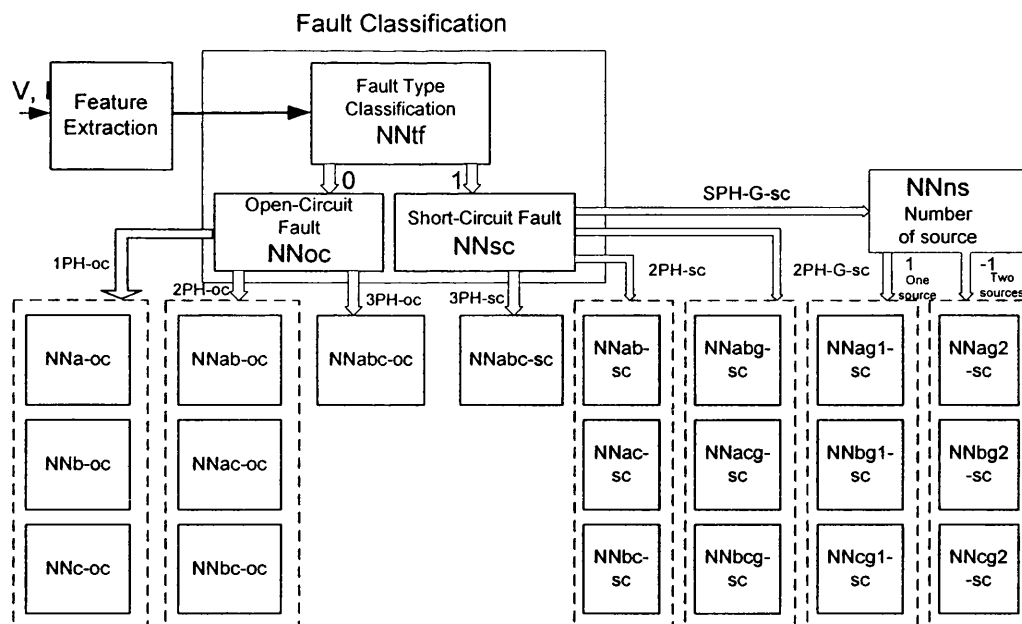 Fault Classification
V,
Feature
Extraction
Fault Type
Classification
NNtf
0
1
Open-Circuit
Fault
NNoc
Short-Circuit Fault
NNsc
SPH-G-sc
NNns
Number
of source
1PH-oc
2PH-oc
3PH-oc
3PH-sc
2PH-sc
2PH-G-sc
1
One
source
-1
Two
sources
NNa-oc
NNb-oc
NNc-oc
NNab-oc
NNac-oc
NNbc-oc
NNabc-oc
NNabc-sc
NNab-
sc
NNac-
sc
NNbc-
sc
NNabg-
sc
NNacg-
sc
NNbcg-
sc
NNag1-
sc
NNbg1-
sc
NNcg1-
sc
NNag2
-sc
NNbg2
-sc
NNcg2
-sc